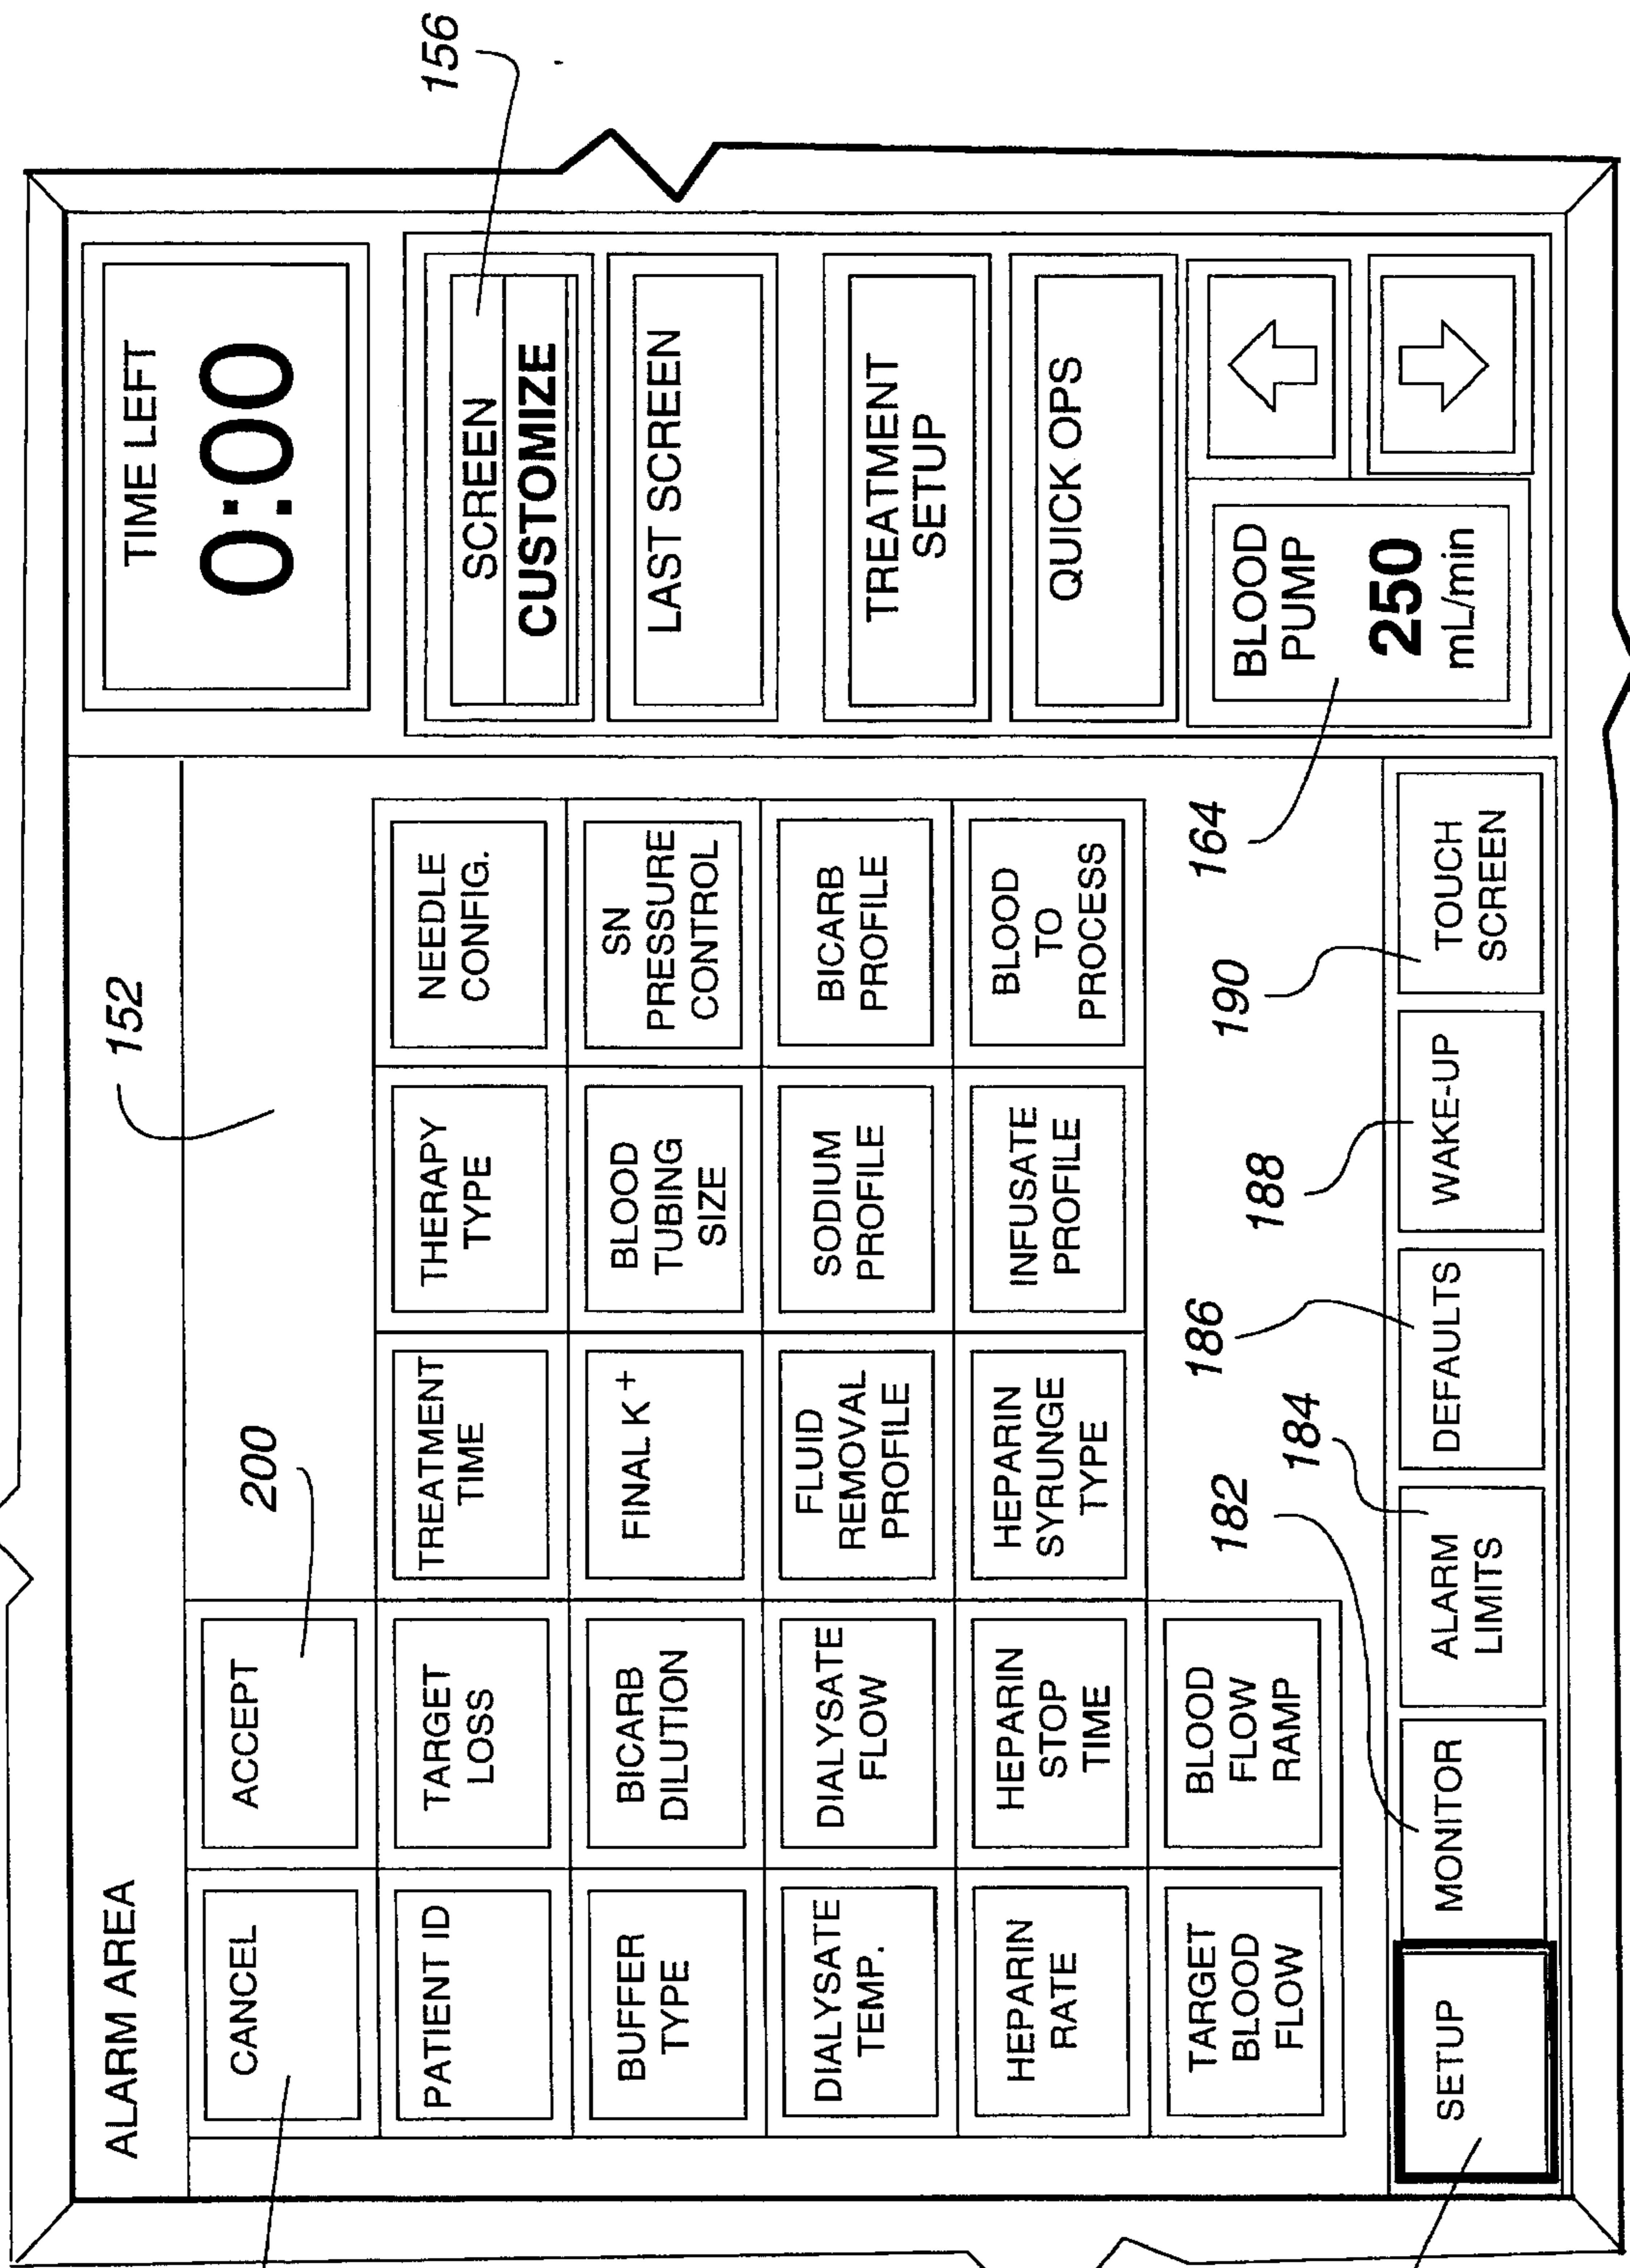 156
ALARM AREA
TIME LEFT
0:00
152
200
CANCEL
ACCEPT
SCREEN
CUSTOMIZE
PATIENT ID
TARGET
LOSS
TREATMENT
TIME
THERAPY
TYPE
NEEDLE
CONFIG.
LAST SCREEN
BUFFER
TYPE
BICARB
DILUTION
FINAL K+
BLOOD
TUBING
SIZE
SN
PRESSURE
CONTROL
DIALYSATE
TEMP.
DIALYSATE
FLOW
FLUID
REMOVAL
PROFILE
SODIUM
PROFILE
BICARB
PROFILE
TREATMENT
SETUP
HEPARIN
RATE
HEPARIN
STOP
TIME
HEPARIN
SYRUNGE
TYPE
INFUSATE
PROFILE
BLOOD
TO
PROCESS
QUICK OPS
TARGET
BLOOD
FLOW
BLOOD
FLOW
RAMP
182
184
186
188
190
164
BLOOD
PUMP
250
mL/min
SETUP
MONITOR
ALARM
LIMITS
DEFAULTS
WAKE-UP
TOUCH
SCREEN